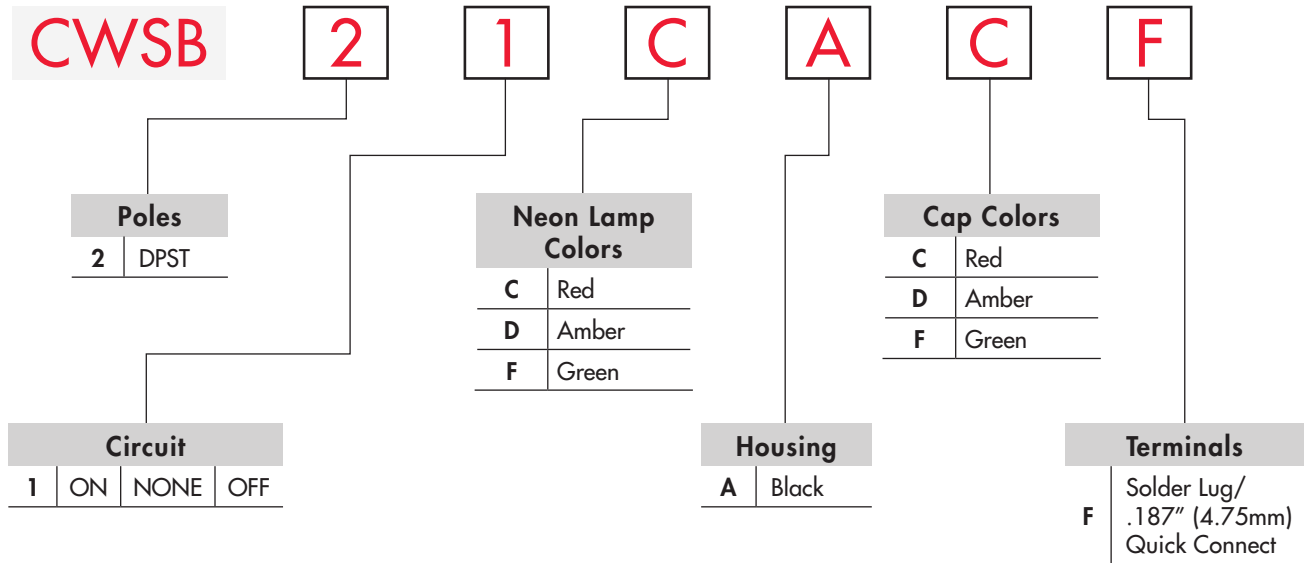 CWSB 2 1 C A C F
Poles
2 DPST
Neon Lamp
Colors
C Red
D Amber
F Green
Cap Colors
C Red
D Amber
F Green
Circuit
1 ON NONE OFF
Housing
A Black
Terminals
F Solder Lug/
.187” (4.75mm)
Quick Connect